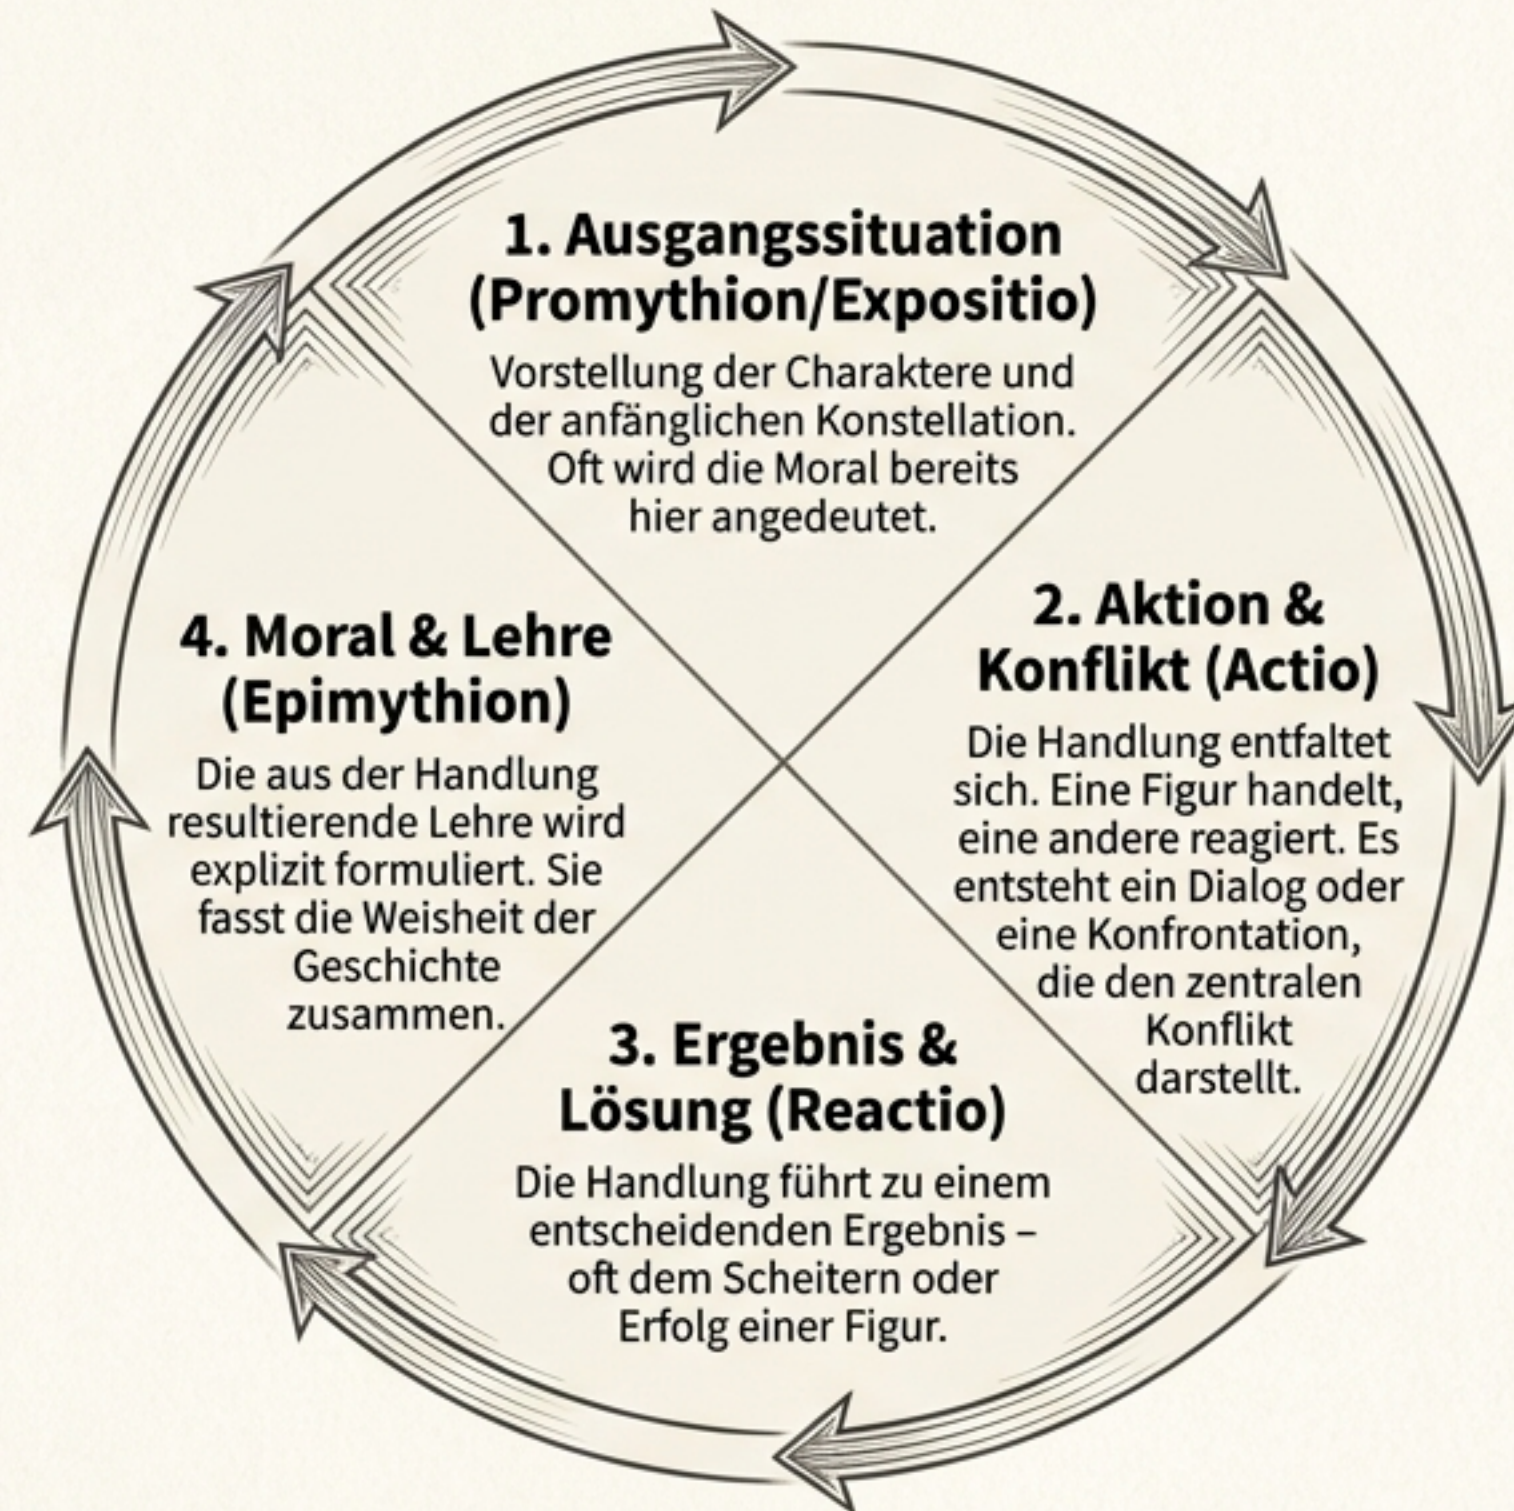 1. Ausgangssituation
(Promythion/Expositio)
Vorstellung der Charaktere und
der anfänglichen Konstellation.
Oft wird die Moral bereits
hier angedeutet.
2. Aktion &
Konflikt (Actio)
Die Handlung entfaltet
sich. Eine Figur handelt,
eine andere reagiert. Es
entsteht ein Dialog oder
eine Konfrontation,
die den zentralen
Konflikt
darstellt.
3. Ergebnis &
Lösung (Reactio)
Die Handlung führt zu einem
entscheidenden Ergebnis –
oft dem Scheitern oder
Erfolg einer Figur.
4. Moral & Lehre
(Epimythion)
Die aus der Handlung
resultierende Lehre wird
explizit formuliert. Sie
fasst die Weisheit der
Geschichte
zusammen.